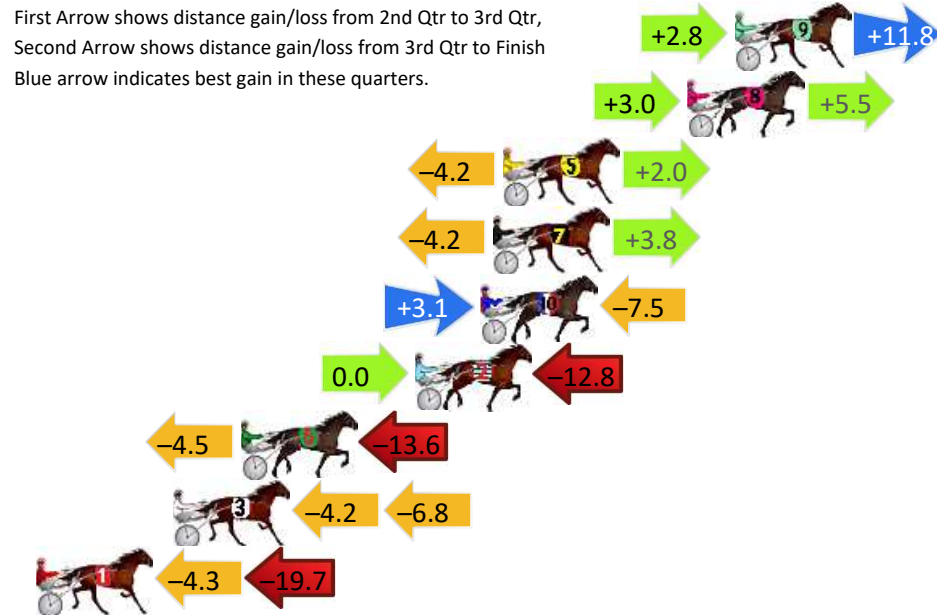 First Arrow shows distance gain/loss from 2nd Qtr to 3rd Qtr,
Second Arrow shows distance gain/loss from 3rd Qtr to Finish
Blue arrow indicates best gain in these quarters.
+2.8 9 +11.8
+3.0 8 +5.5
–4.2 5 +2.0
–4.2 7 +3.8
+3.1 10 –7.5
0.0 2 –12.8
–4.5 6 –13.6
3 –4.2 –6.8
1 –4.3 –19.7